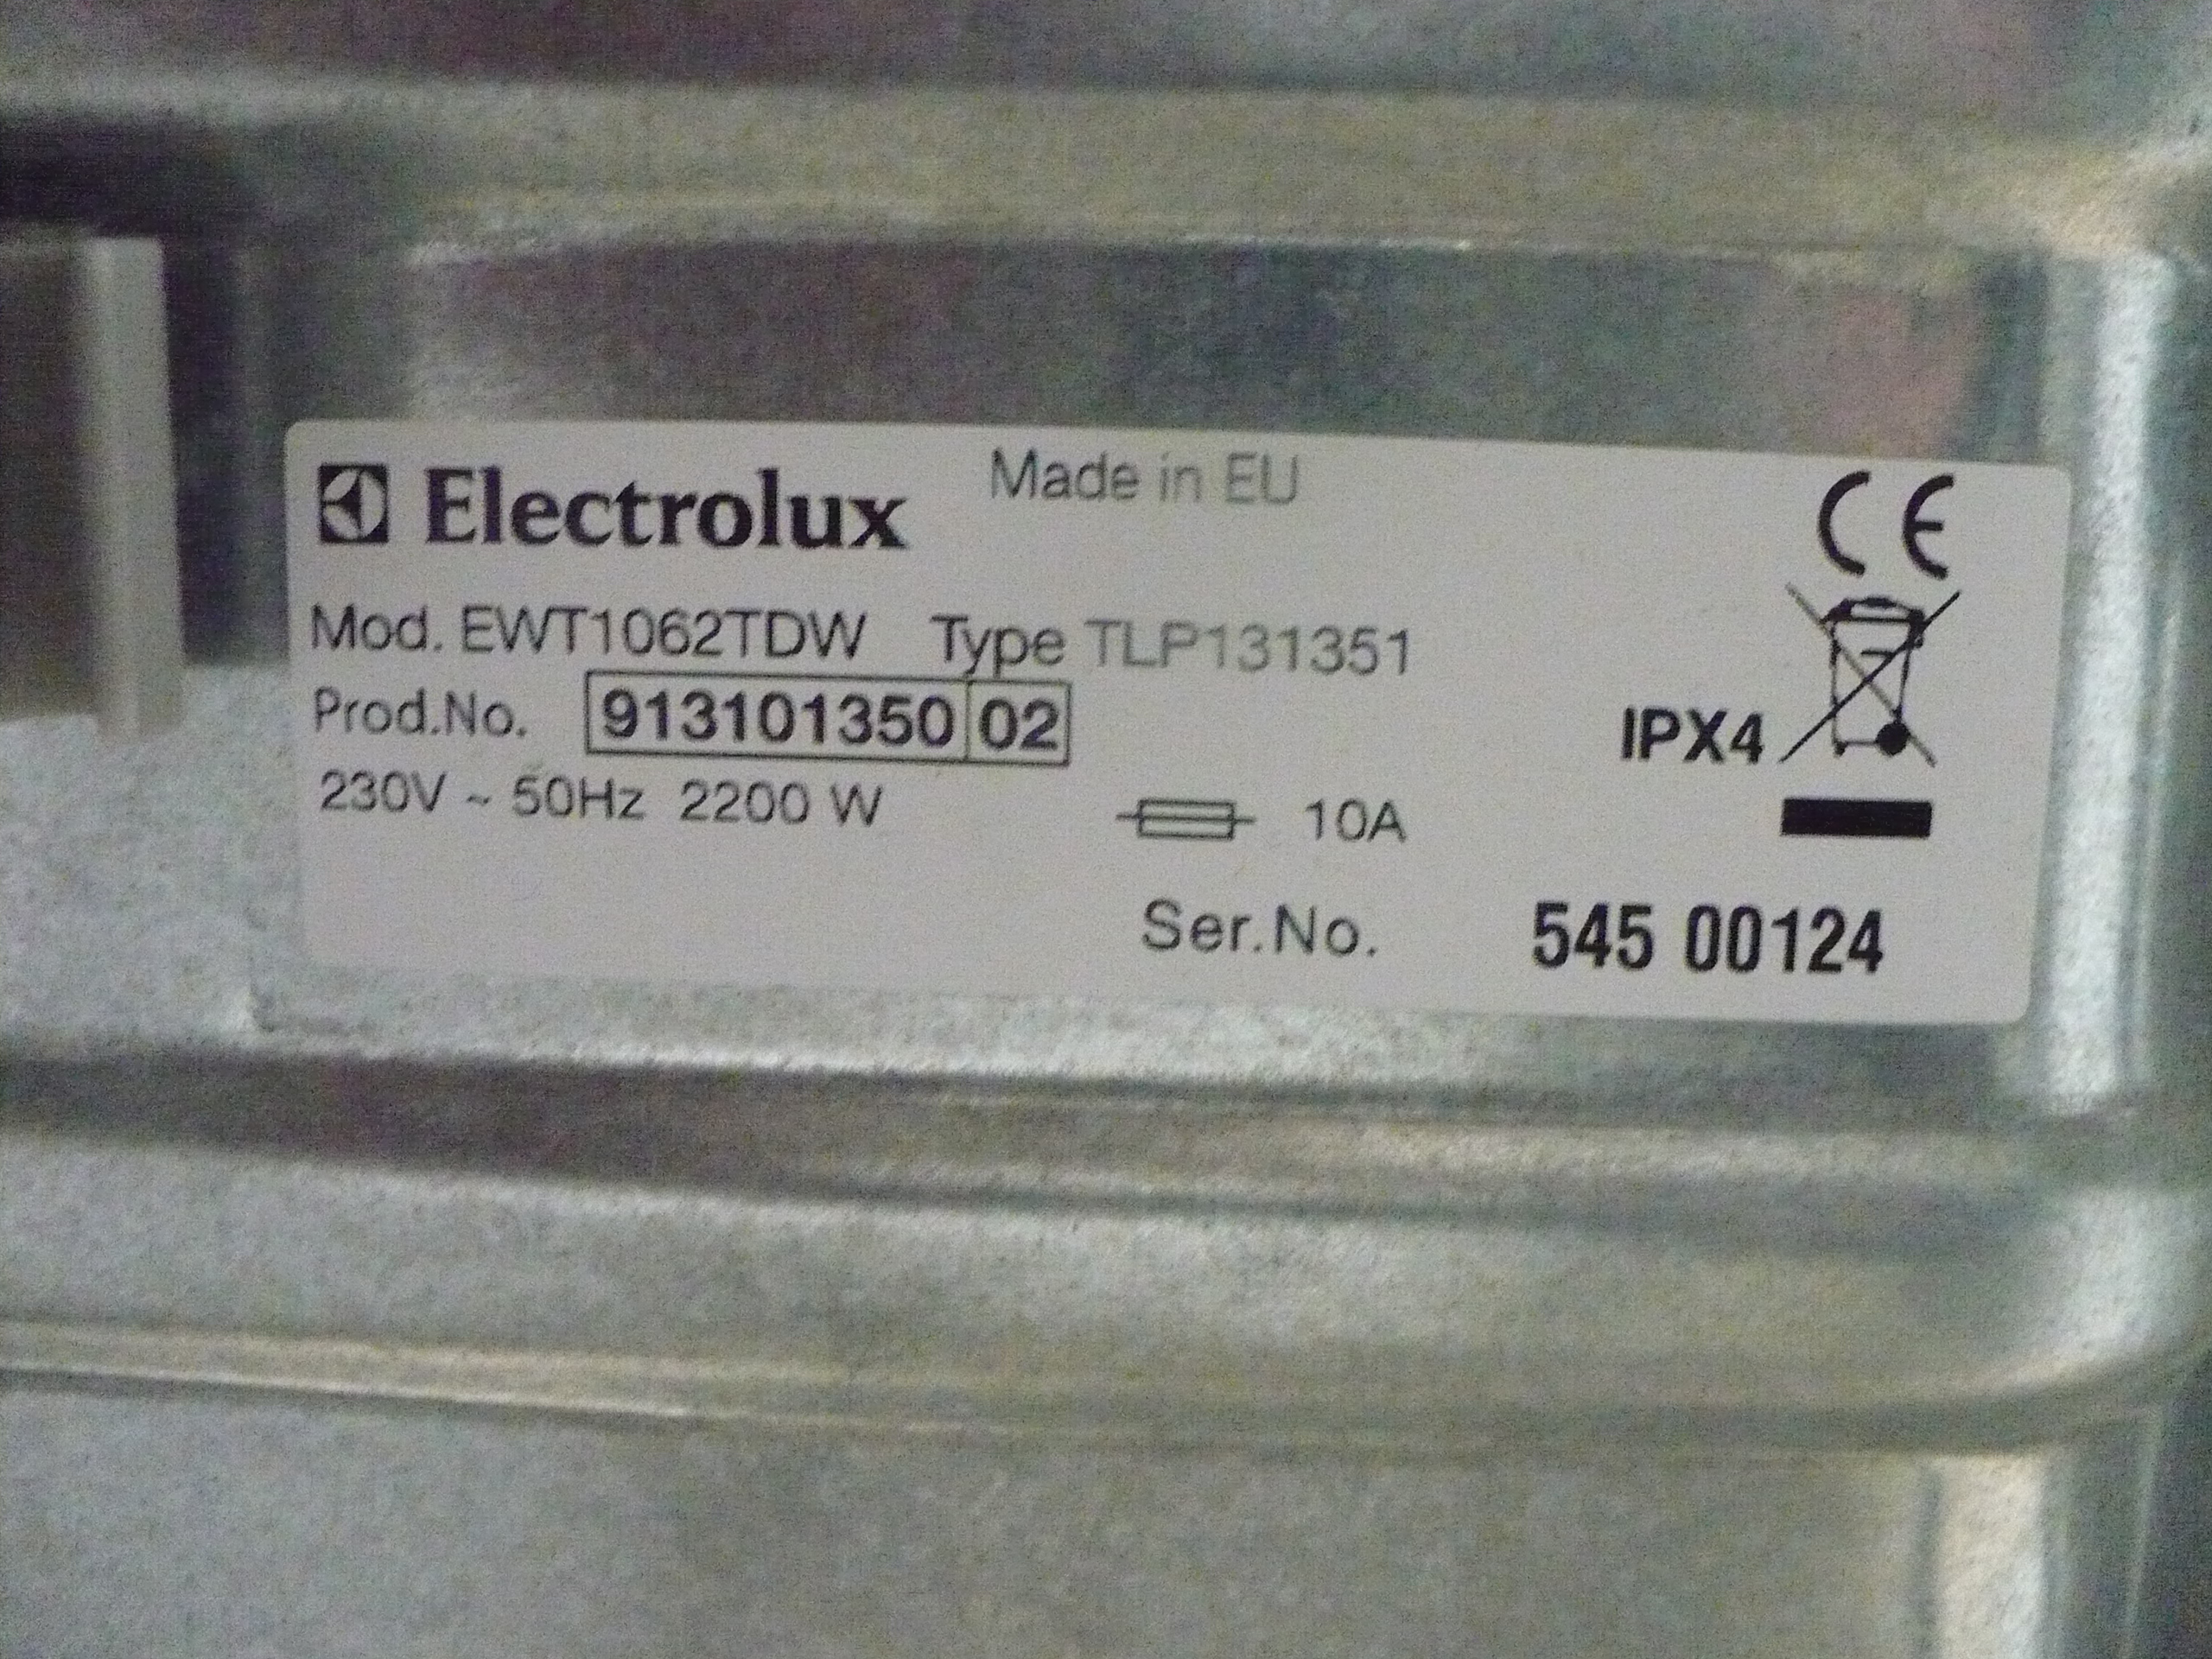 Electrolux Made in EU
CE
Mod. EWT1062TDW Type TLP131351
Prod.No. 913101350 02
IPX4
230V ~ 50Hz 2200 W 10A
Ser.No. 545 00124